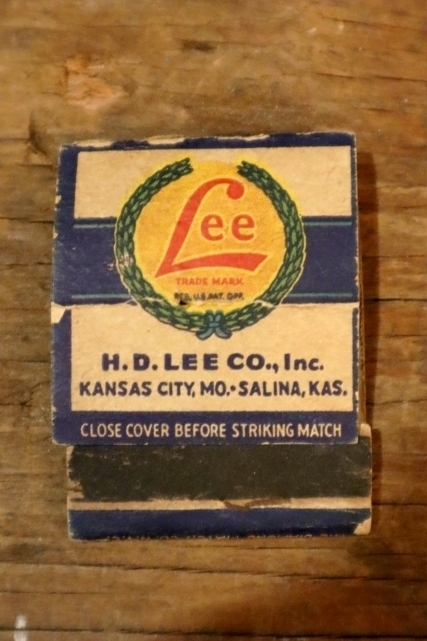 Lee
TRADE MARK
REG. U.S. PAT. OFF.
H. D. LEE CO., Inc.
KANSAS CITY, MO. • SALINA, KAS.
CLOSE COVER BEFORE STRIKING MATCH